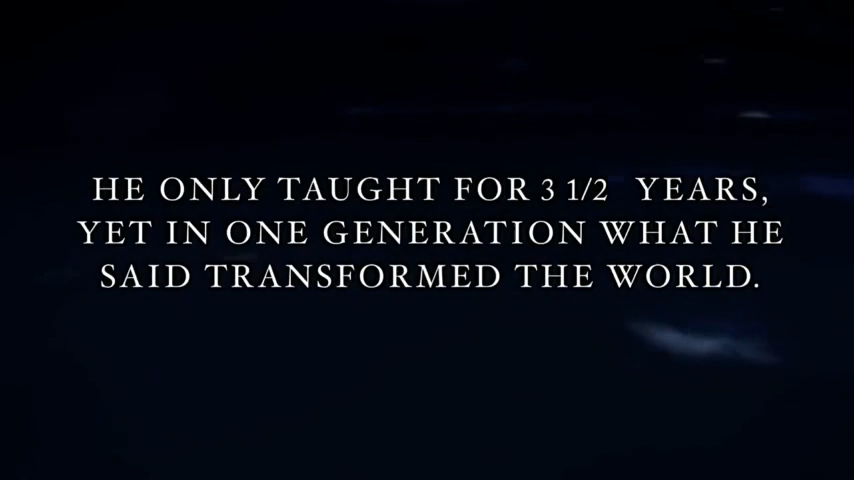 HE ONLY TAUGHT FOR 3 1/2 YEARS,
YET IN ONE GENERATION WHAT HE
SAID TRANSFORMED THE WORLD.